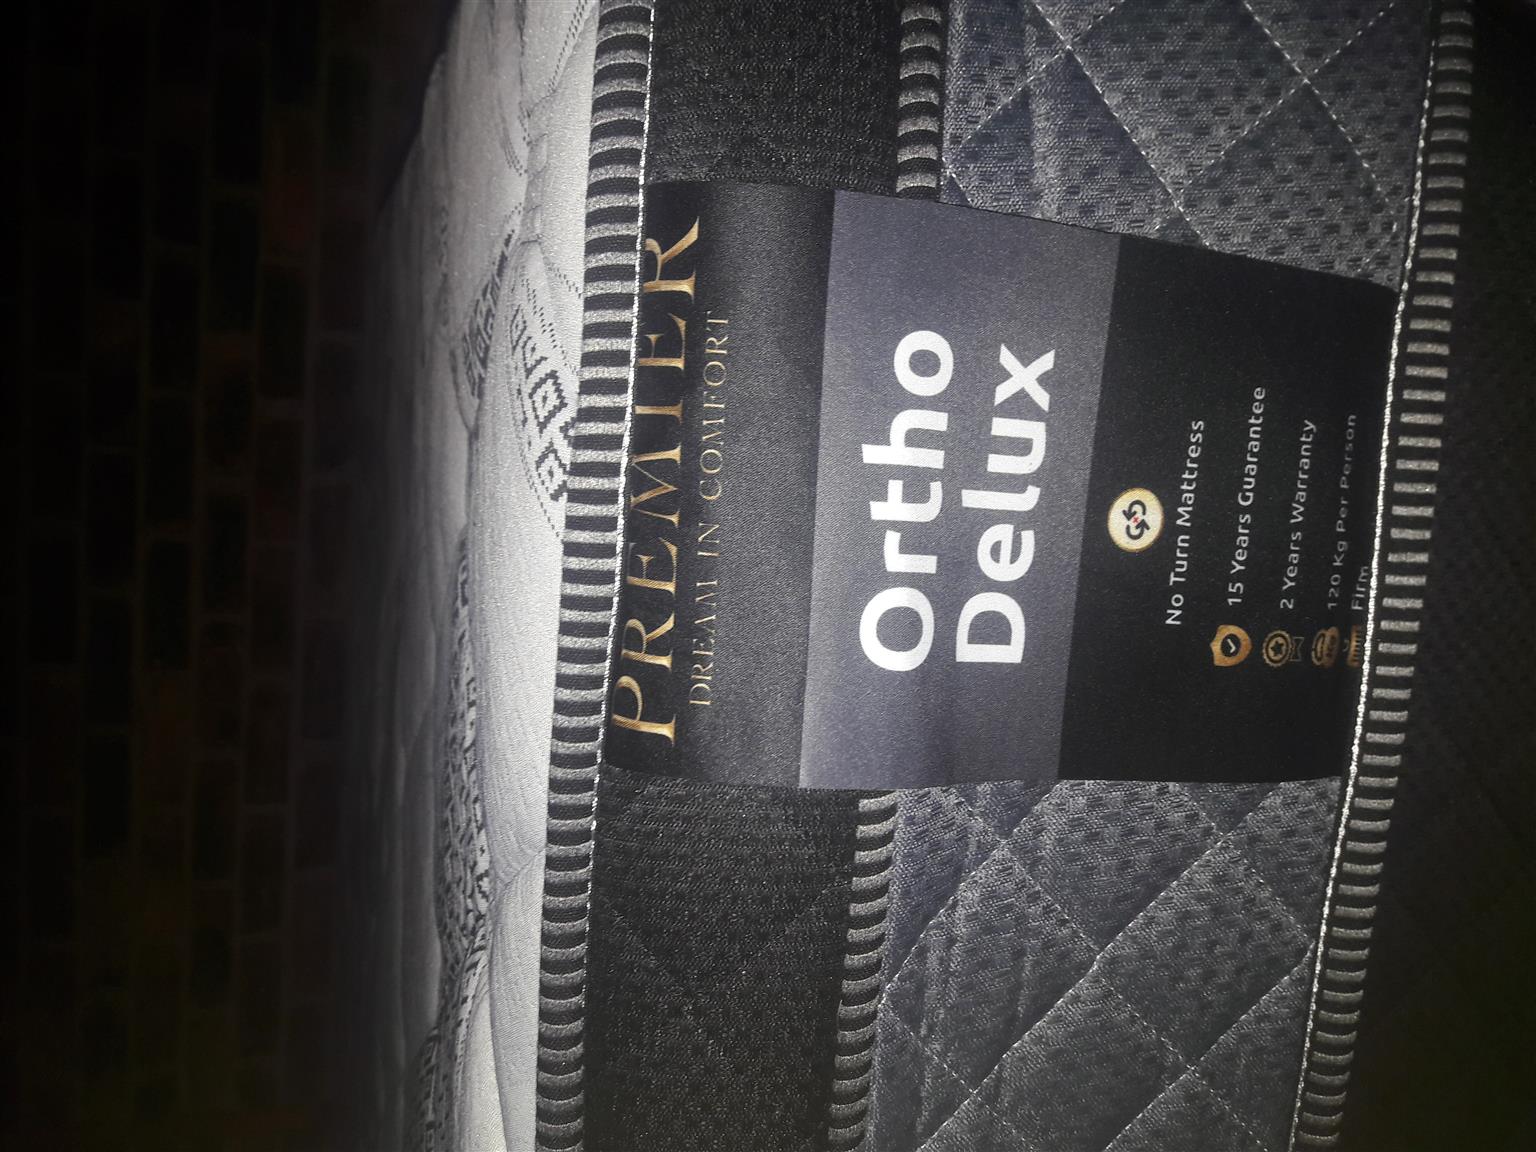 PREMIER
DREAM IN COMFORT
Ortho
Delux
No Turn Mattress
15 Years Guarantee
2 Years Warranty
120 Kg Per Person
Firm